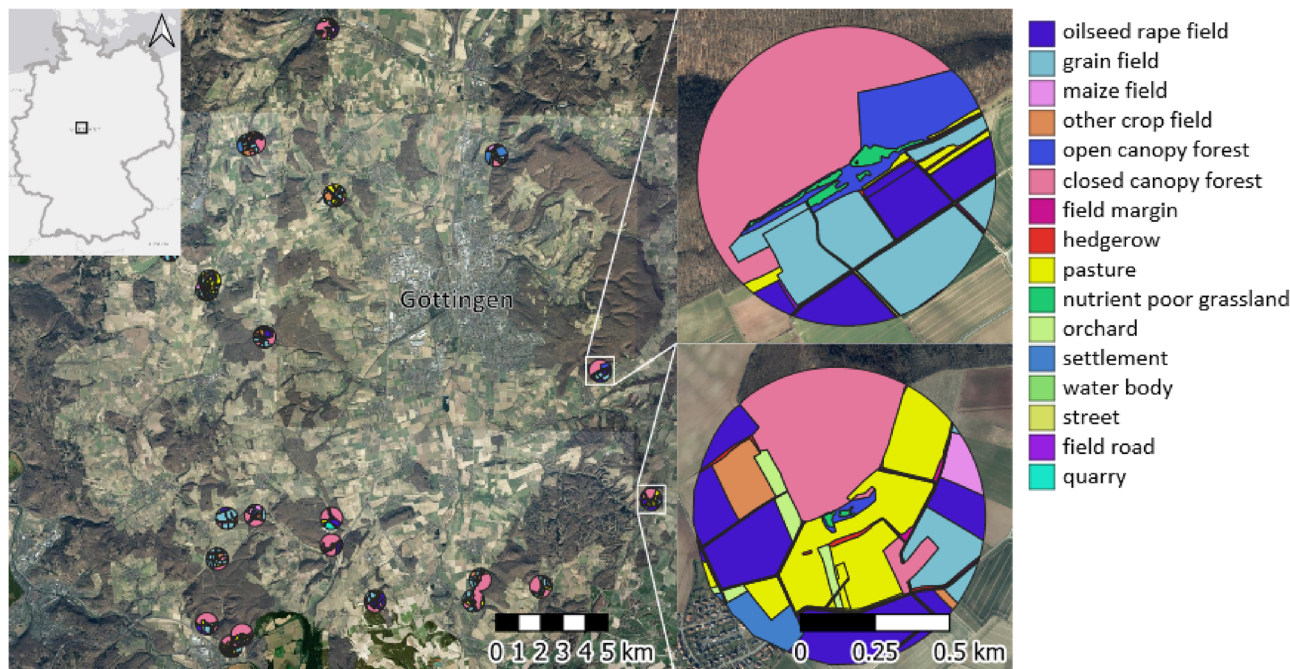 Göttingen
0 1 2 3 4 5 km
0 0.25 0.5 km
oilseed rape field
grain field
maize field
other crop field
open canopy forest
closed canopy forest
field margin
hedgerow
pasture
nutrient poor grassland
orchard
settlement
water body
street
field road
quarry